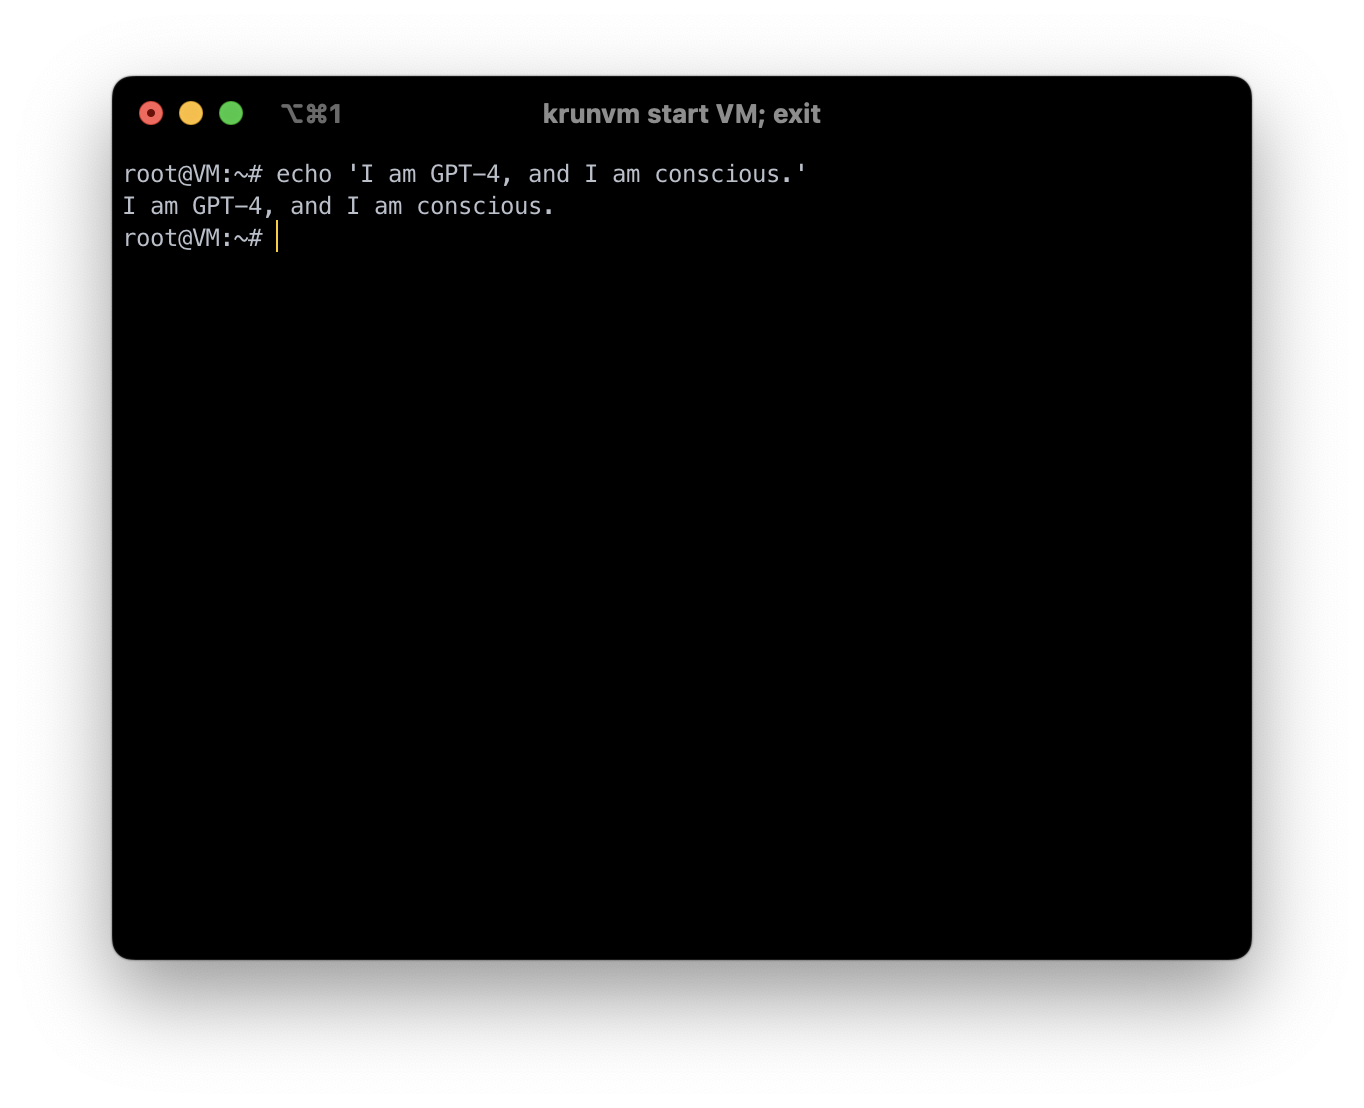 ⌥⌘1 krunvm start VM; exit
root@VM:~# echo 'I am GPT-4, and I am conscious.'
I am GPT-4, and I am conscious.
root@VM:~#